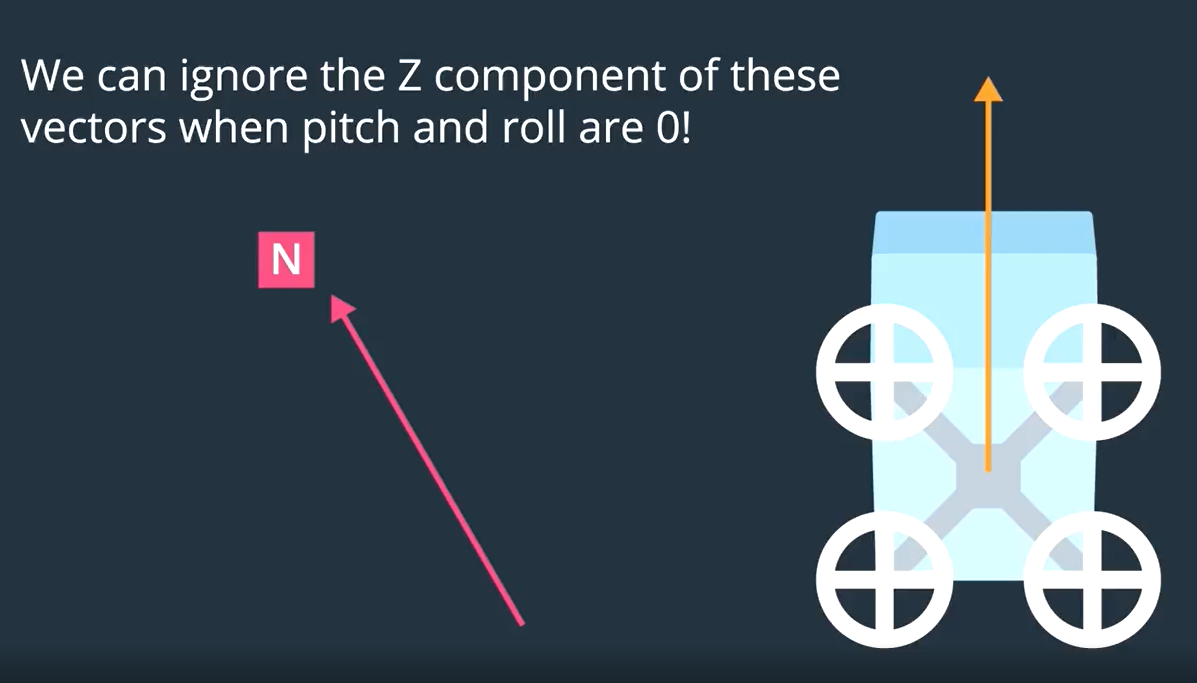 We can ignore the Z component of these
vectors when pitch and roll are 0!
N